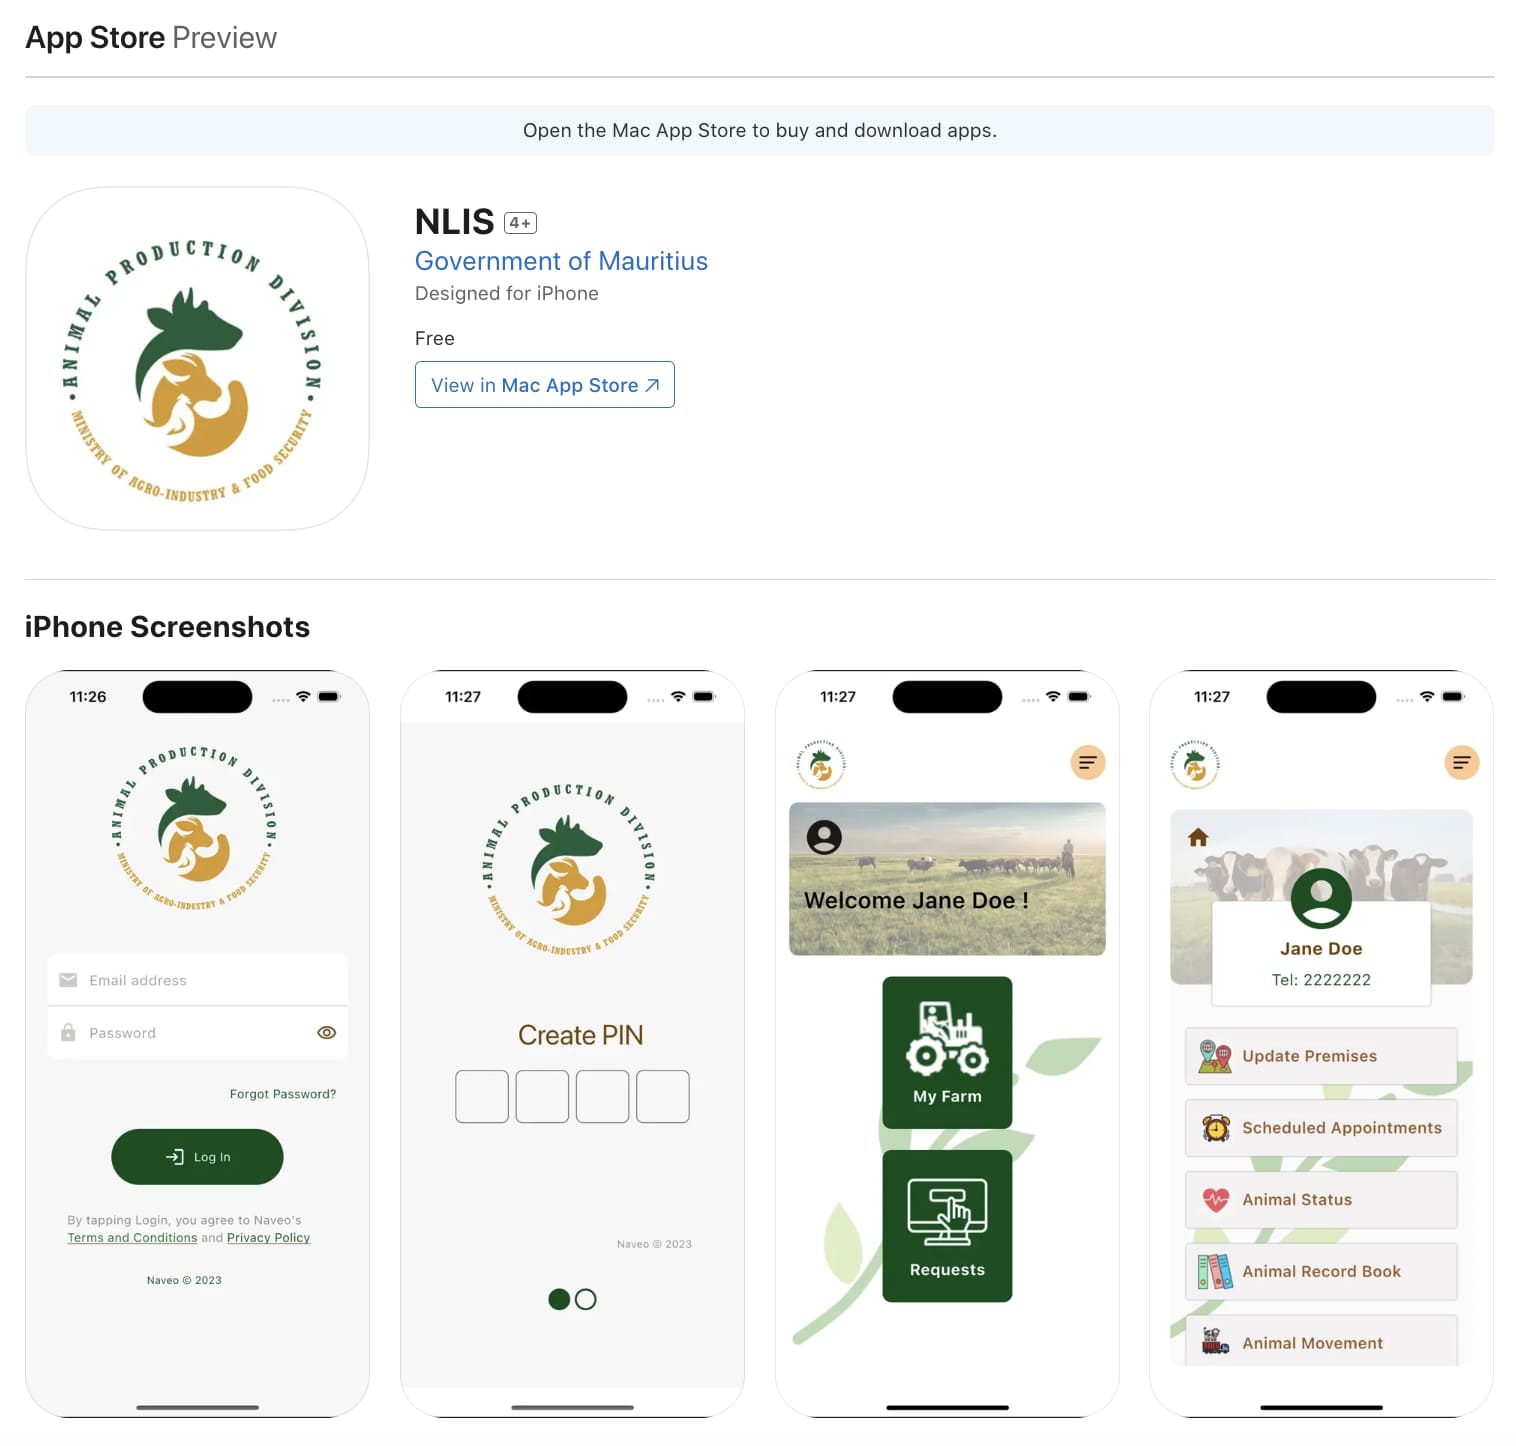 App Store Preview
Open the Mac App Store to buy and download apps.
ANIMAL PRODUCTION DIVISION
MINISTRY OF AGRO-INDUSTRY & FOOD SECURITY
NLIS 4+
Government of Mauritius
Designed for iPhone
Free
View in Mac App Store
iPhone Screenshots
11:26
ANIMAL PRODUCTION DIVISION
MINISTRY OF AGRO-INDUSTRY & FOOD SECURITY
Email address
Password
Forgot Password?
Log In
By tapping Login, you agree to Naveo's
Terms and Conditions and Privacy Policy
Naveo © 2023
11:27
ANIMAL PRODUCTION DIVISION
MINISTRY OF AGRO-INDUSTRY & FOOD SECURITY
Create PIN
Naveo © 2023
11:27
Welcome Jane Doe !
My Farm
Requests
11:27
Jane Doe
Tel: 2222222
Update Premises
Scheduled Appointments
Animal Status
Animal Record Book
Animal Movement